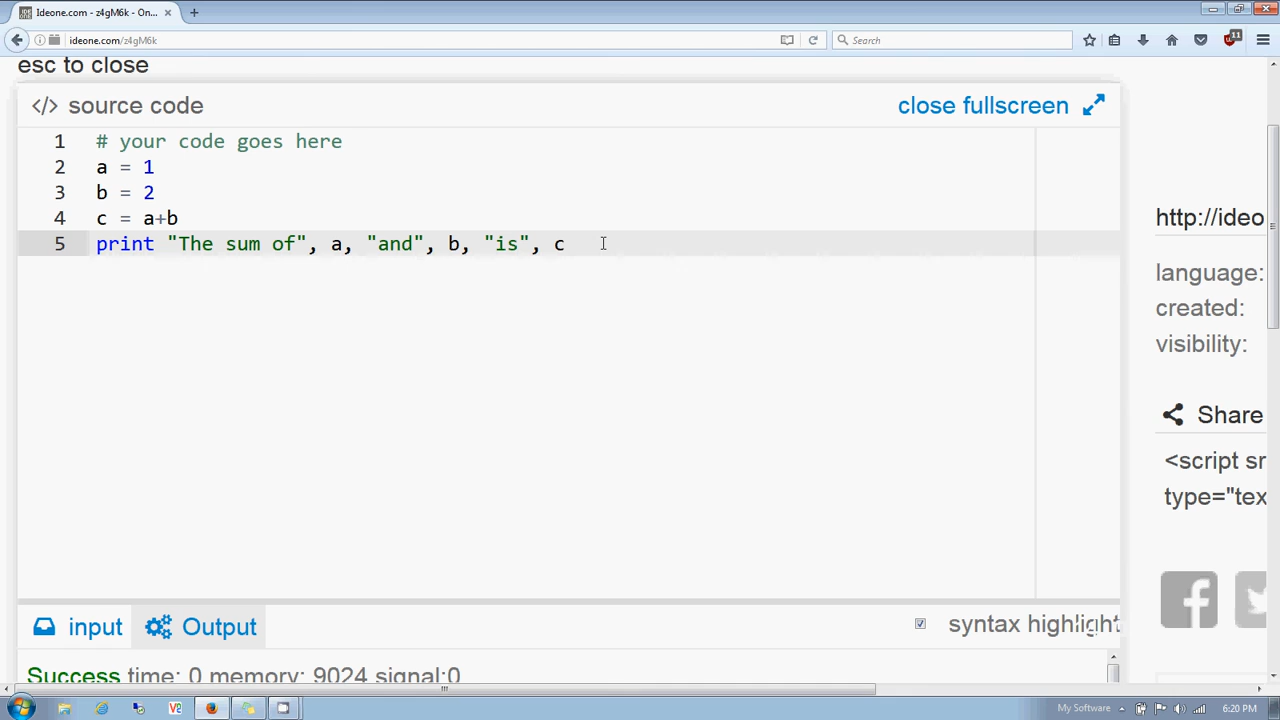 Ideone.com - z4gM6k - On...
ideone.com/z4gM6k
Search
11
esc to close
</> source code
close fullscreen
1 # your code goes here
2 a = 1
3 b = 2
4 c = a+b
5 print "The sum of", a, "and", b, "is", c
http://ideo
language:
created:
visibility:
Share
<script sr
type="tex
input
Output
syntax highlight
Success time: 0 memory: 9024 signal:0
My Software
6:20 PM